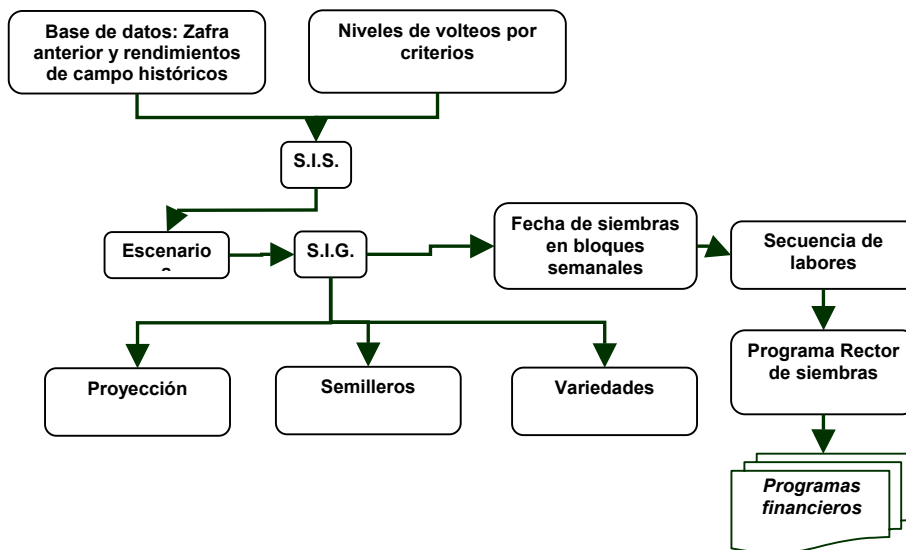 Base de datos: Zafra
anterior y rendimientos
de campo históricos
Niveles de volteos por
criterios
S.I.S.
Escenario
S.I.G.
Fecha de siembras
en bloques
semanales
Secuencia de
labores
Proyección
Semilleros
Variedades
Programa Rector
de siembras
Programas
financieros